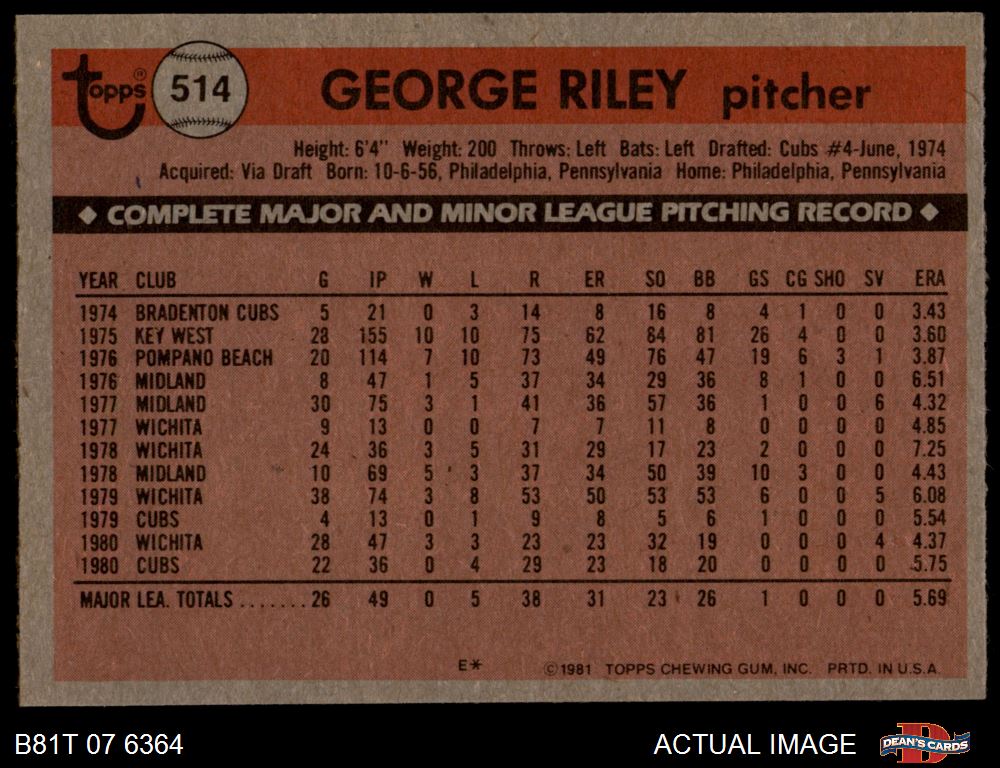 topps® 514 GEORGE RILEY pitcher
Height: 6'4" Weight: 200 Throws: Left Bats: Left Drafted: Cubs #4-June, 1974
Acquired: Via Draft Born: 10-6-56, Philadelphia, Pennsylvania Home: Philadelphia, Pennsylvania
◆ COMPLETE MAJOR AND MINOR LEAGUE PITCHING RECORD ◆
YEAR CLUB G IP W L R ER SO BB GS CG SHO SV ERA
1974 BRADENTON CUBS 5 21 0 3 14 8 16 8 4 1 0 0 3.43
1975 KEY WEST 28 155 10 10 75 62 84 81 26 4 0 0 3.60
1976 POMPANO BEACH 20 114 7 10 73 49 76 47 19 6 3 1 3.87
1976 MIDLAND 8 47 1 5 37 34 29 36 8 1 0 0 6.51
1977 MIDLAND 30 75 3 1 41 36 57 36 1 0 0 6 4.32
1977 WICHITA 9 13 0 0 7 7 11 8 0 0 0 0 4.85
1978 WICHITA 24 36 3 5 31 29 17 23 2 0 0 0 7.25
1978 MIDLAND 10 69 5 3 37 34 50 39 10 3 0 0 4.43
1979 WICHITA 38 74 3 8 53 50 53 53 6 0 0 5 6.08
1979 CUBS 4 13 0 1 9 8 5 6 1 0 0 0 5.54
1980 WICHITA 28 47 3 3 23 23 32 19 0 0 0 4 4.37
1980 CUBS 22 36 0 4 29 23 18 20 0 0 0 0 5.75
MAJOR LEA. TOTALS ....... 26 49 0 5 38 31 23 26 1 0 0 0 5.69
E* ©1981 TOPPS CHEWING GUM, INC. PRTD. IN U.S.A.
B81T 07 6364 ACTUAL IMAGE DEAN'S CARDS